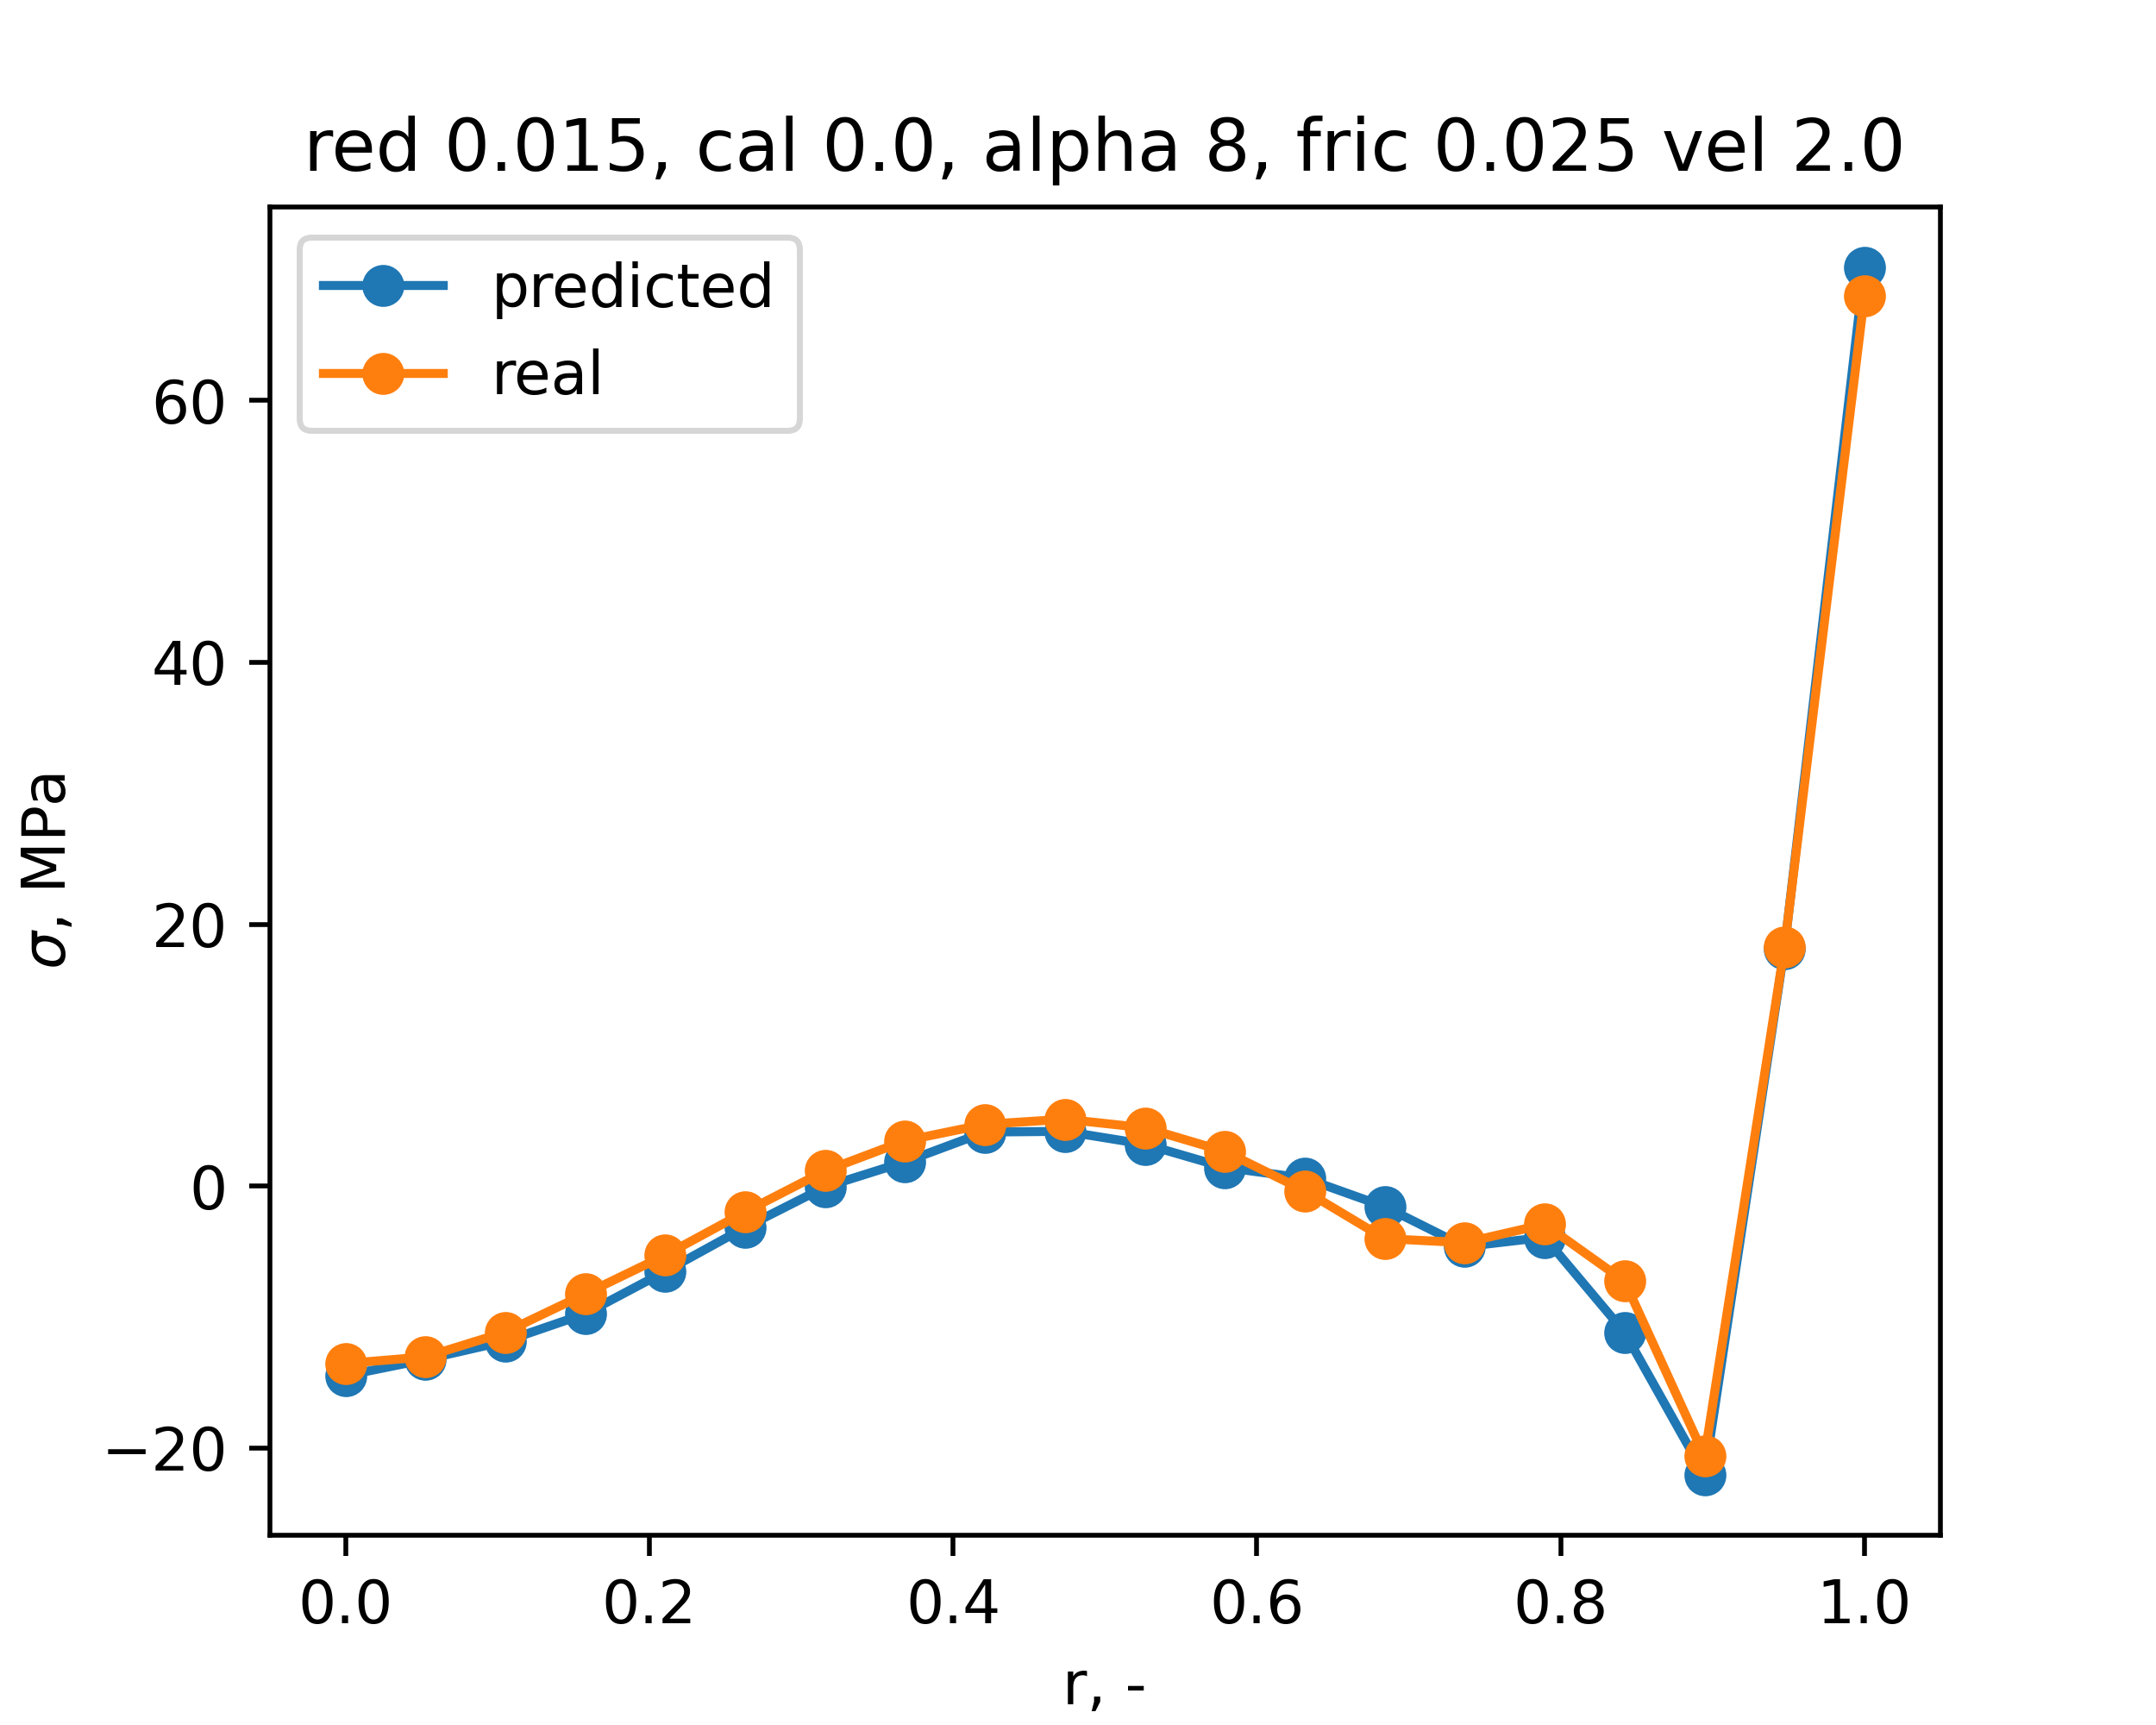 red 0.015, cal 0.0, alpha 8, fric 0.025 vel 2.0
predicted
real
60
40
20
0
−20
σ, MPa
0.0 0.2 0.4 0.6 0.8 1.0
r, -